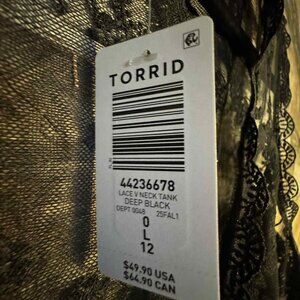 TORRID
44236678
LACE V NECK TANK
DEEP BLACK
DEPT 0048 25FAL1
0
L
12
$49.90 USA
$64.90 CAN